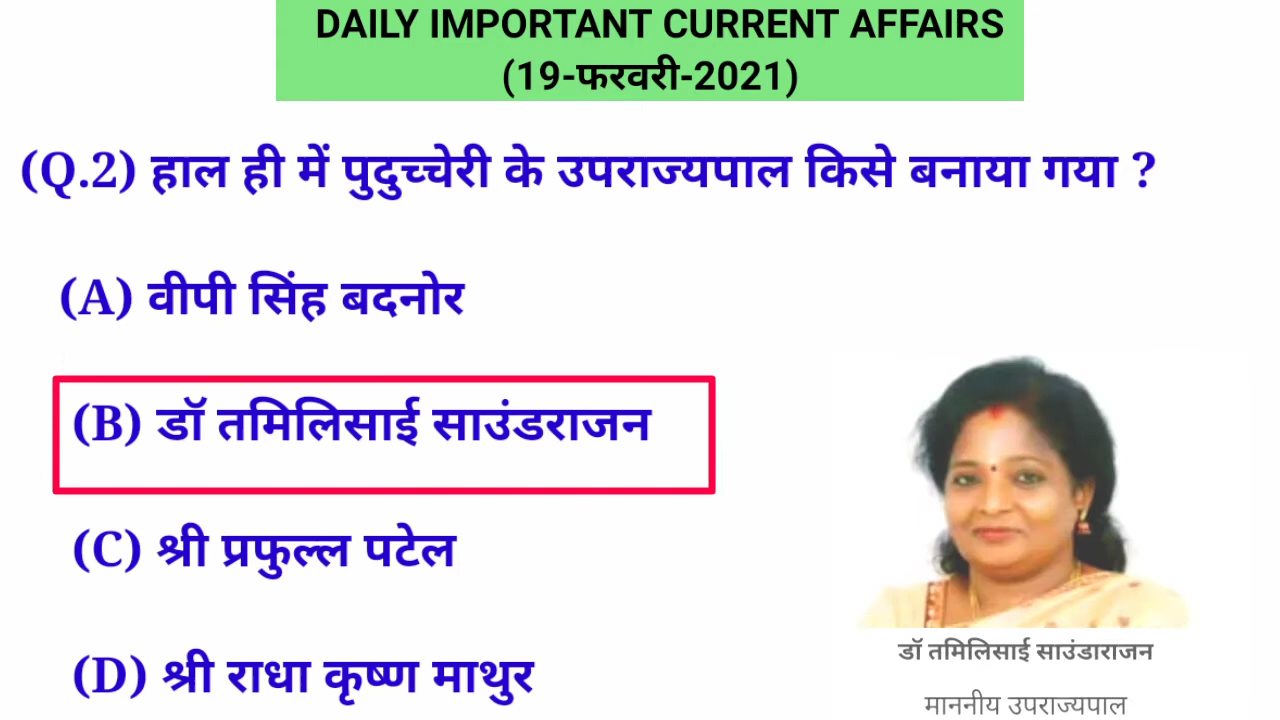 DAILY IMPORTANT CURRENT AFFAIRS
(19-फरवरी-2021)
(Q.2) हाल ही में पुदुच्चेरी के उपराज्यपाल किसे बनाया गया ?
(A) वीपी सिंह बदनोर
(B) डॉ तमिलिसाई साउंडराजन
(C) श्री प्रफुल्ल पटेल
(D) श्री राधा कृष्ण माथुर
डॉ तमिलिसाई साउंडाराजन
माननीय उपराज्यपाल